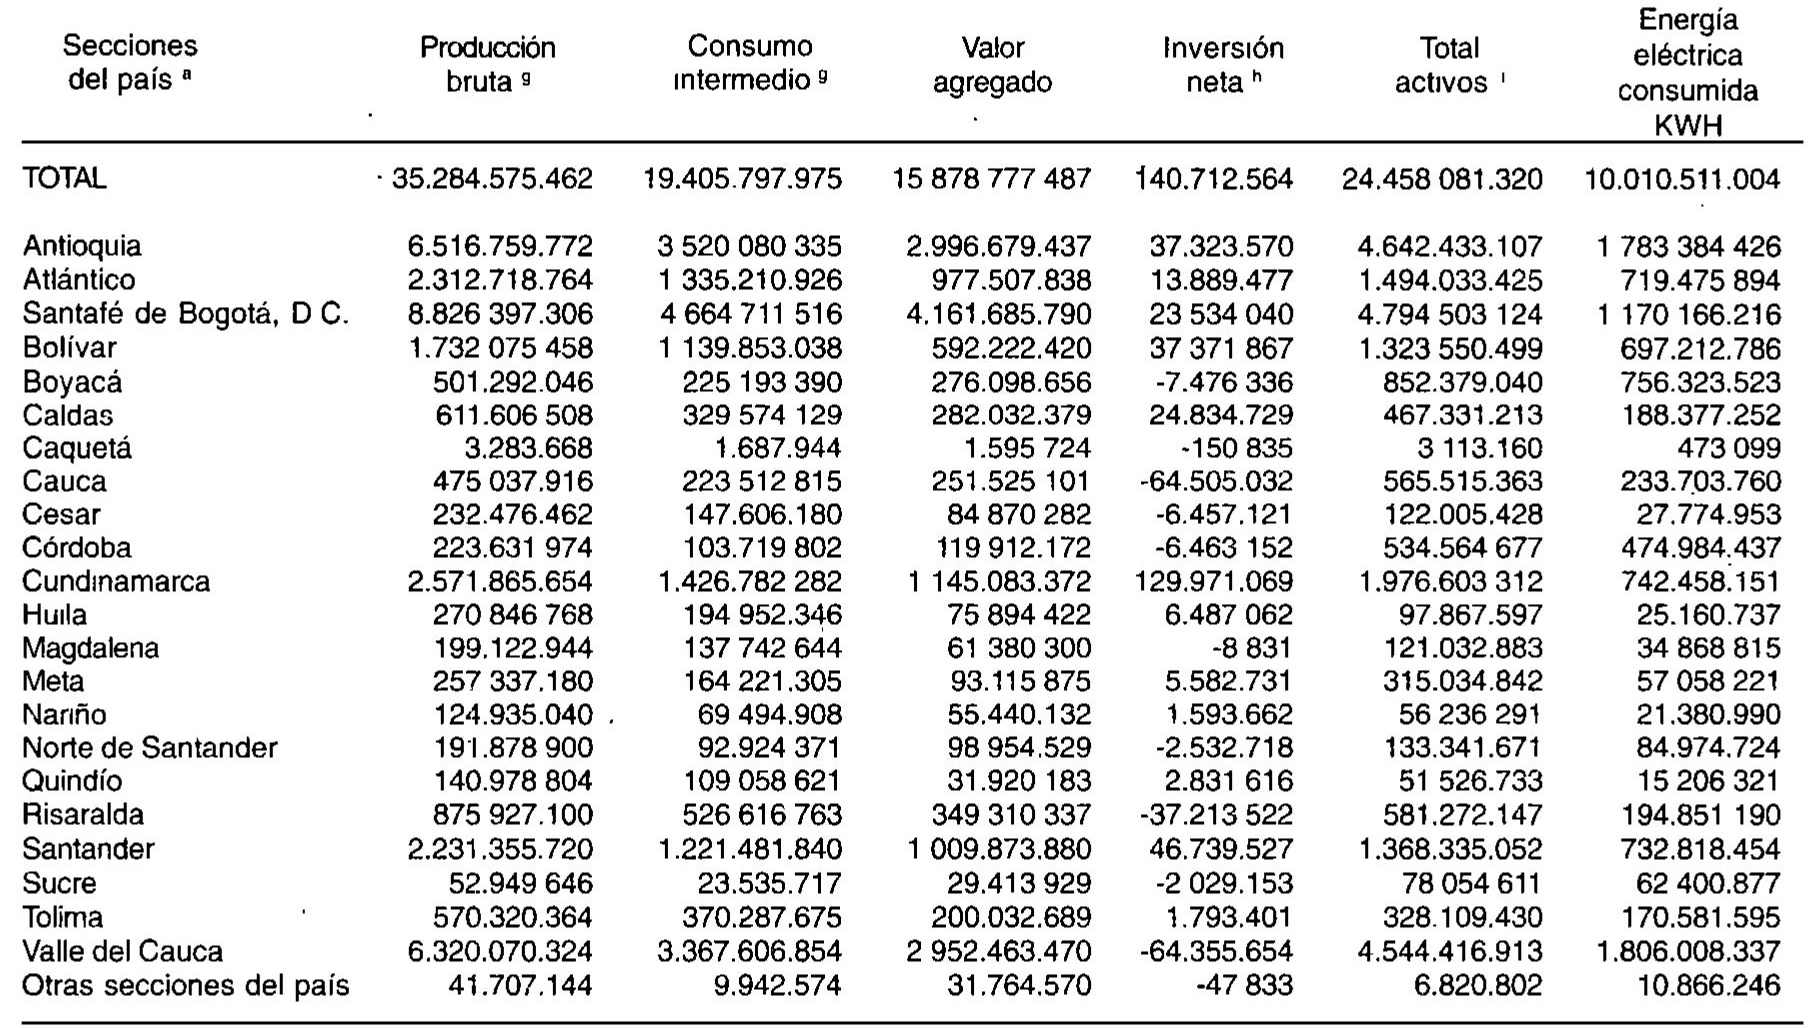 Secciones del país a Producción bruta g Consumo intermedio g Valor agregado Inversión neta h Total activos i Energía eléctrica consumida KWH
TOTAL 35.284.575.462 19.405.797.975 15 878 777 487 140.712.564 24.458 081.320 10.010.511.004
Antioquia 6.516.759.772 3 520 080 335 2.996.679.437 37.323.570 4.642.433.107 1 783 384 426
Atlántico 2.312.718.764 1 335.210.926 977.507.838 13.889.477 1.494.033.425 719.475 894
Santafé de Bogotá, D C. 8.826 397.306 4 664 711 516 4.161.685.790 23 534 040 4.794 503 124 1 170 166.216
Bolívar 1.732 075 458 1 139.853.038 592.222.420 37 371 867 1.323 550.499 697.212.786
Boyacá 501.292.046 225 193 390 276.098.656 -7.476 336 852.379.040 756.323.523
Caldas 611.606 508 329 574 129 282.032.379 24.834.729 467.331.213 188.377.252
Caquetá 3.283.668 1.687.944 1.595 724 -150 835 3 113.160 473 099
Cauca 475 037.916 223 512 815 251.525 101 -64.505.032 565.515.363 233.703.760
Cesar 232.476.462 147.606.180 84 870 282 -6.457.121 122.005.428 27.774.953
Córdoba 223.631 974 103.719 802 119 912.172 -6.463 152 534.564 677 474.984.437
Cundinamarca 2.571.865.654 1.426.782 282 1 145.083.372 129.971.069 1.976.603 312 742.458.151
Huila 270 846 768 194 952.346 75 894 422 6.487 062 97.867.597 25.160.737
Magdalena 199.122.944 137 742 644 61 380 300 -8 831 121.032.883 34 868 815
Meta 257 337.180 164 221.305 93.115 875 5.582.731 315.034.842 57 058 221
Nariño 124.935.040 69 494.908 55.440.132 1.593.662 56 236 291 21.380.990
Norte de Santander 191.878 900 92.924 371 98 954.529 -2.532.718 133.341.671 84.974.724
Quindío 140.978 804 109 058 621 31.920 183 2.831 616 51 526.733 15 206 321
Risaralda 875 927.100 526 616 763 349 310 337 -37.213 522 581.272.147 194.851 190
Santander 2.231.355.720 1.221.481.840 1 009.873.880 46.739.527 1.368.335.052 732.818.454
Sucre 52.949 646 23.535.717 29.413 929 -2 029.153 78 054 611 62 400.877
Tolima 570.320.364 370.287.675 200.032.689 1.793.401 328.109.430 170.581.595
Valle del Cauca 6.320.070.324 3.367.606.854 2 952.463.470 -64.355.654 4.544.416.913 1.806.008.337
Otras secciones del país 41.707.144 9.942.574 31.764.570 -47 833 6.820.802 10.866.246